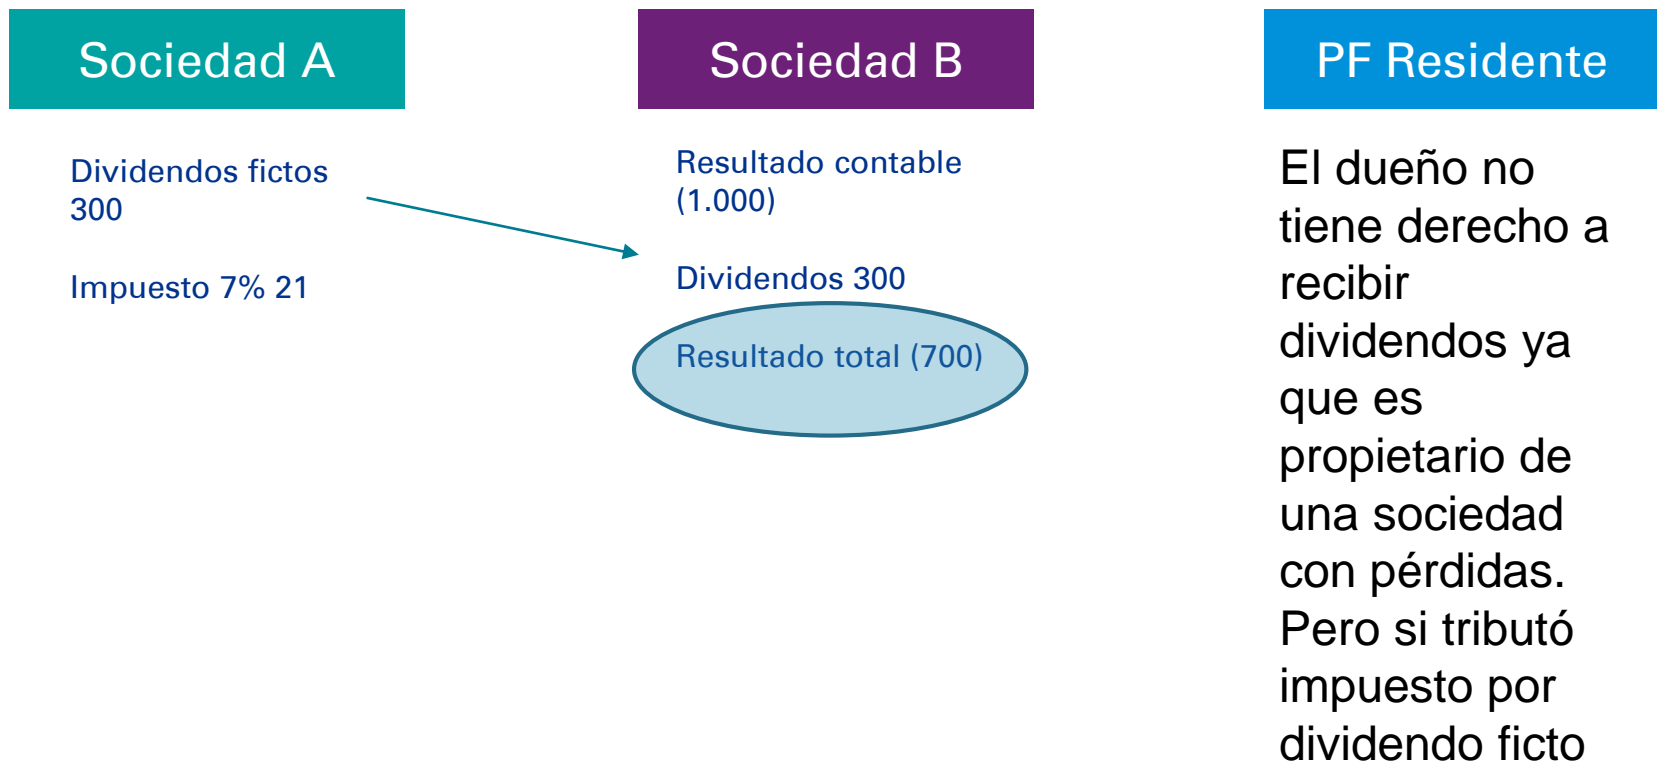 Sociedad A
Dividendos fictos
300
Impuesto 7% 21
Sociedad B
Resultado contable
(1.000)
Dividendos 300
Resultado total (700)
PF Residente
El dueño no
tiene derecho a
recibir
dividendos ya
que es
propietario de
una sociedad
con pérdidas.
Pero si tributó
impuesto por
dividendo ficto